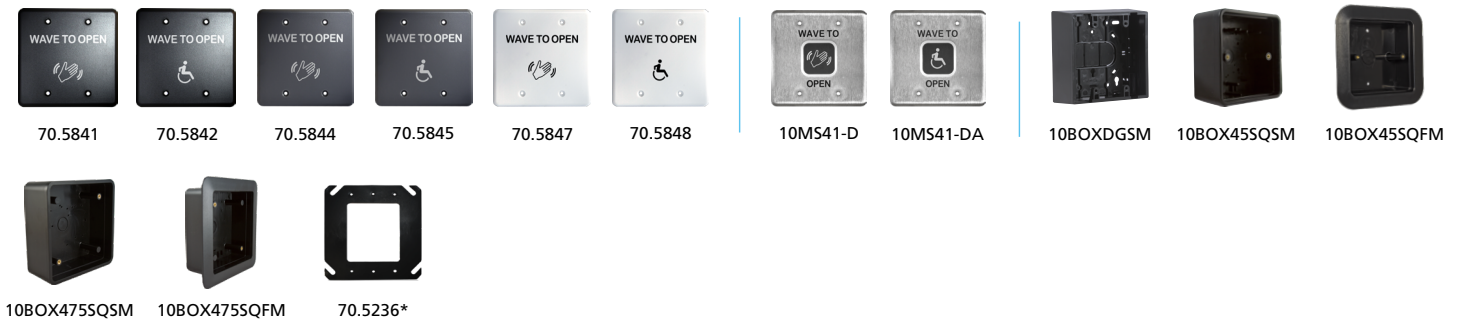 WAVE TO OPEN
WAVE TO OPEN
WAVE TO OPEN
WAVE TO OPEN
WAVE TO OPEN
WAVE TO OPEN
WAVE TO
OPEN
WAVE TO
OPEN
70.5841
70.5842
70.5844
70.5845
70.5847
70.5848
10MS41-D
10MS41-DA
10BOXDGSM
10BOX45SQSM
10BOX45SQFM
10BOX475SQSM
10BOX475SQFM
70.5236*